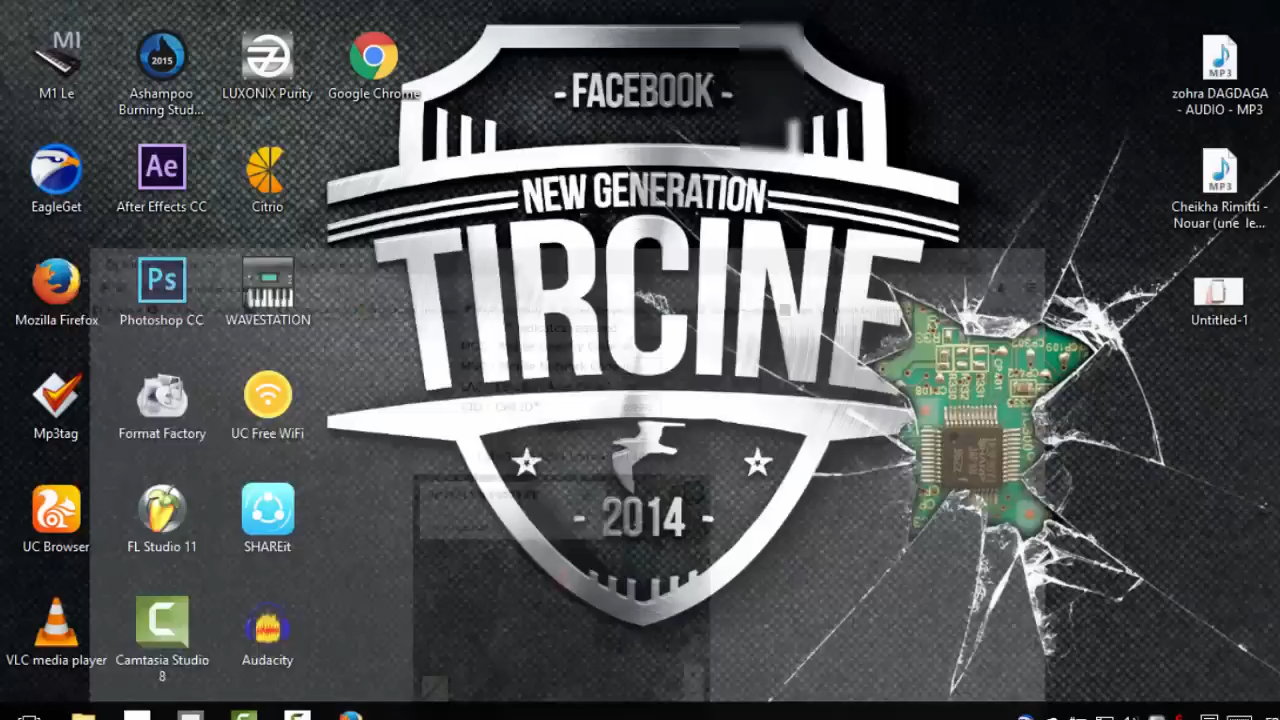 M1
M1 Le
2015
Ashampoo
Burning Stud...
LUXONIX Purity
Google Chrome
EagleGet
Ae
After Effects CC
Citrio
Mozilla Firefox
Ps
Photoshop CC
WAVESTATION
Mp3tag
Format Factory
UC Free WiFi
UC Browser
FL Studio 11
SHAREit
VLC media player
Camtasia Studio
8
Audacity
- FACEBOOK -
NEW GENERATION
TIRCINE
- 2014 -
MP3
zohra DAGDAGA
- AUDIO - MP3
MP3
Cheikha Rimitti -
Nouar (une le...
Untitled-1